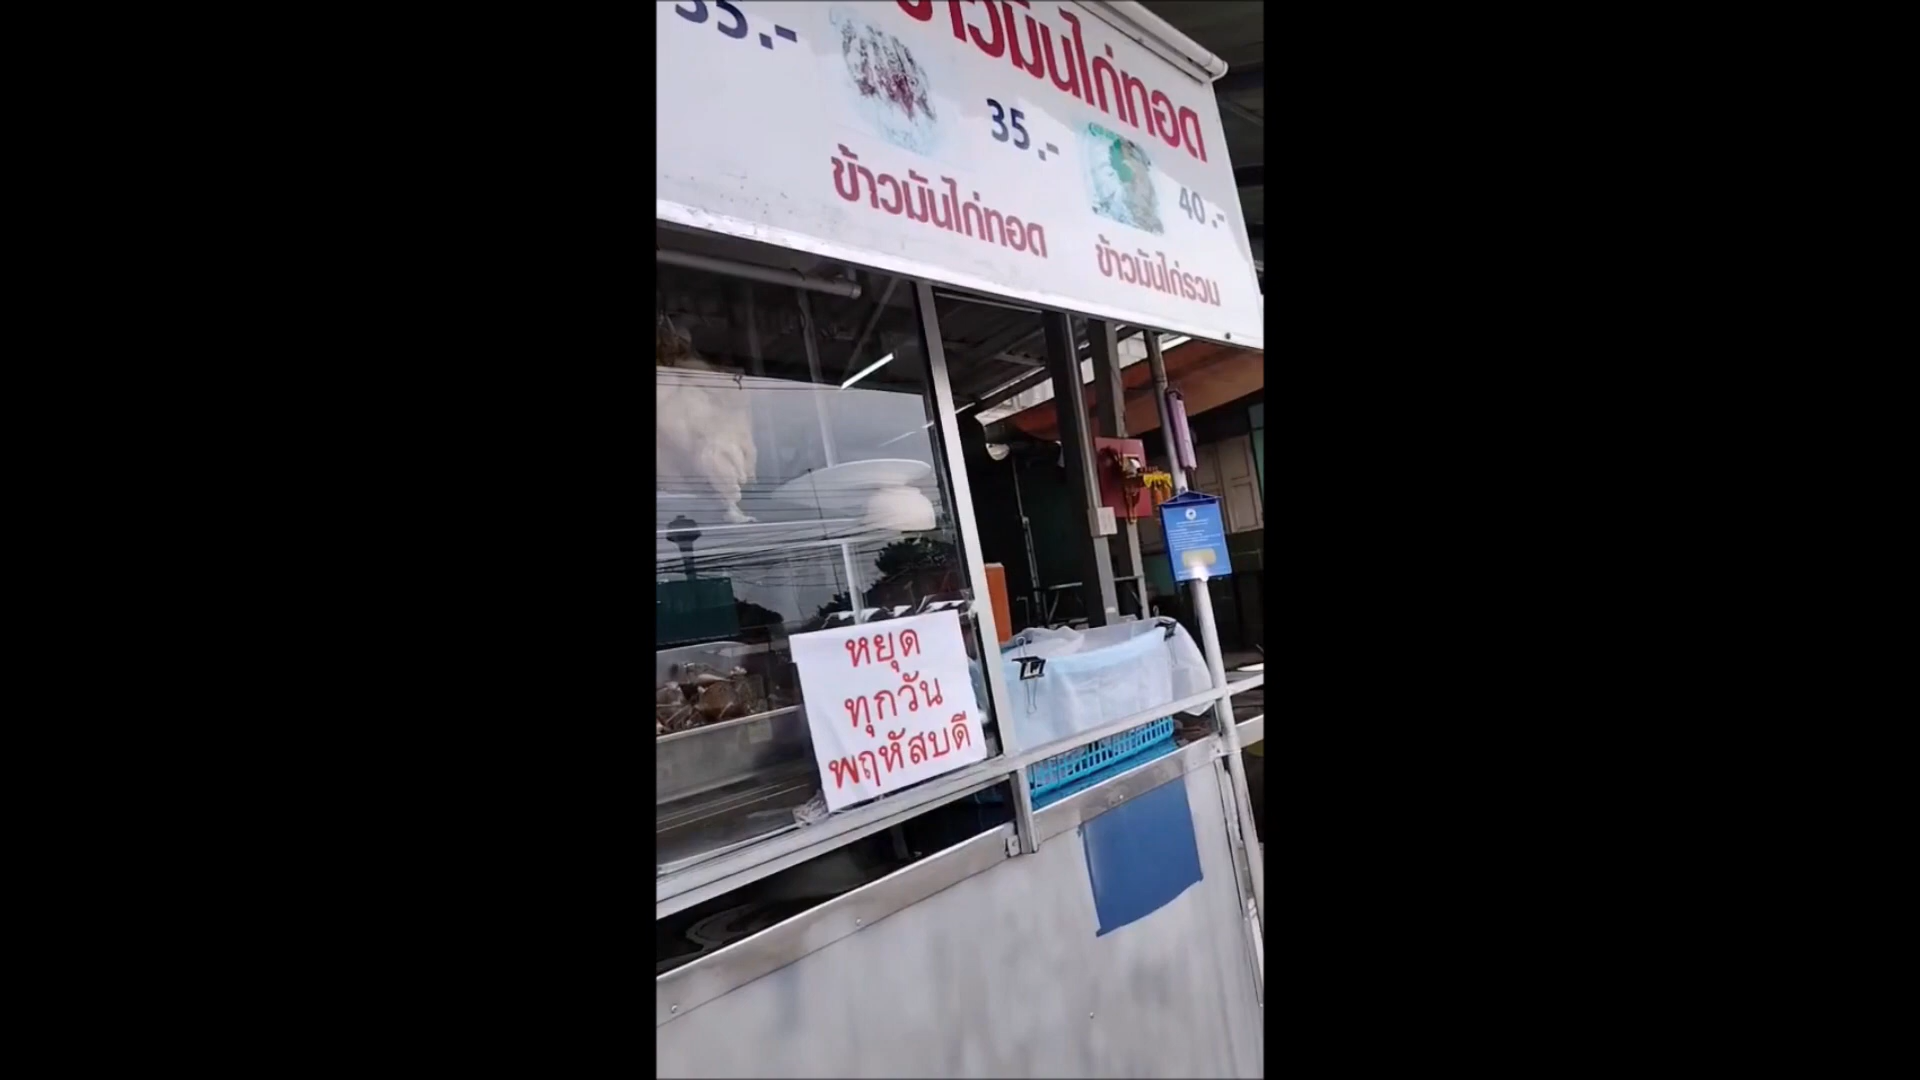 ข้าวมันไก่ทอด
35.-
35.-
40.-
ข้าวมันไก่ทอด
ข้าวมันไก่รวม
หยุด
ทุกวัน
พฤหัสบดี